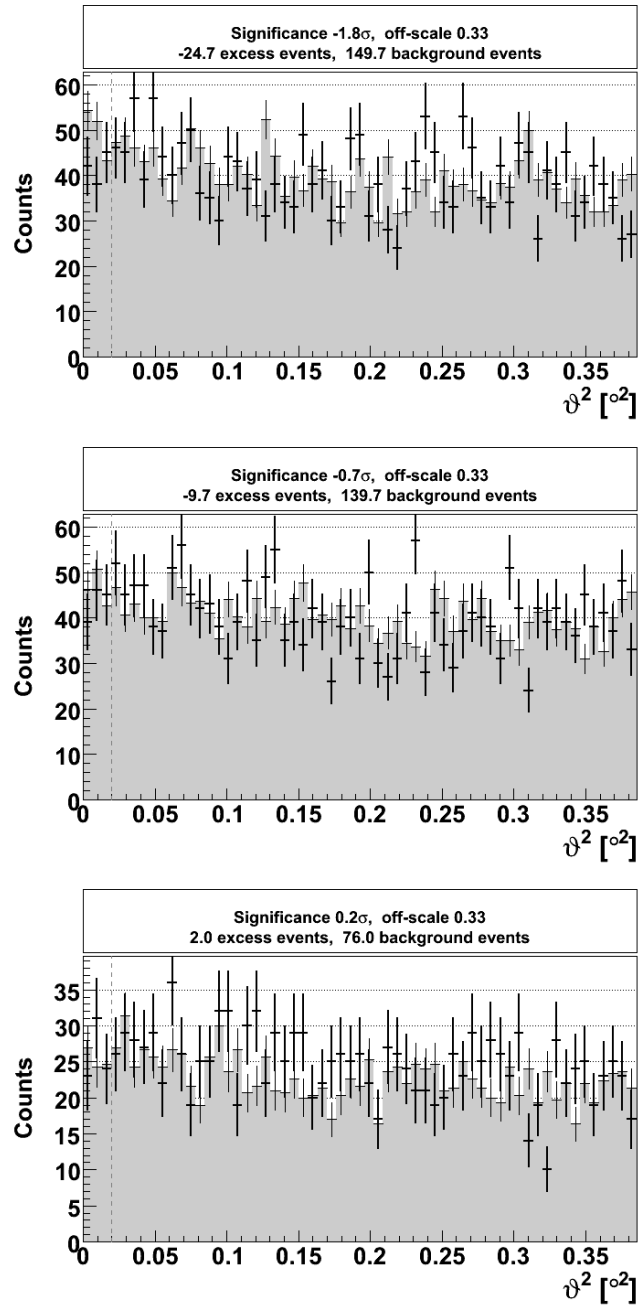 Significance -1.8σ, off-scale 0.33
-24.7 excess events, 149.7 background events
60
50
40
30
20
10
0
Counts
0 0.05 0.1 0.15 0.2 0.25 0.3 0.35
ϑ² [°²]
Significance -0.7σ, off-scale 0.33
-9.7 excess events, 139.7 background events
60
50
40
30
20
10
0
Counts
0 0.05 0.1 0.15 0.2 0.25 0.3 0.35
ϑ² [°²]
Significance 0.2σ, off-scale 0.33
2.0 excess events, 76.0 background events
35
30
25
20
15
10
5
0
Counts
0 0.05 0.1 0.15 0.2 0.25 0.3 0.35
ϑ² [°²]